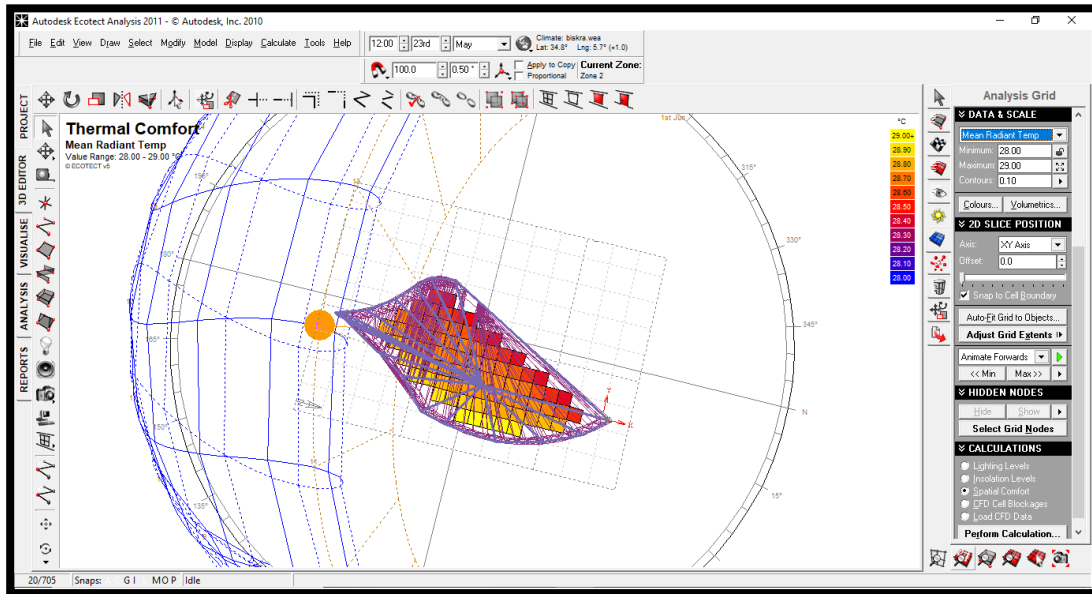 Autodesk Ecotect Analysis 2011 - © Autodesk, Inc. 2010
File Edit View Draw Select Modify Model Display Calculate Tools Help
12:00 23rd May
Climate: biskra.wea
Lat: 34.8° Lng: 5.7° (+1.0)
100.0 0.50 °
Apply to Copy
Proportional
Current Zone:
Zone 2
PROJECT
3D EDITOR
VISUALISE
ANALYSIS
REPORTS
Thermal Comfort
Mean Radiant Temp
Value Range: 28.00 - 29.00 °C
© ECOTECT v5
1st Jun
315°
330°
345°
N
15°
195°
180°
165°
150°
135°
°C
29.00+
28.90
28.80
28.70
28.60
28.50
28.40
28.30
28.20
28.10
28.00
Analysis Grid
DATA & SCALE
Mean Radiant Temp
Minimum: 28.00
Maximum: 29.00
Contours: 0.10
Colours... Volumetrics...
2D SLICE POSITION
Axis: XY Axis
Offset: 0.0
Snap to Cell Boundary
Auto-Fit Grid to Objects...
Adjust Grid Extents
Animate Forwards
<< Min Max >>
HIDDEN NODES
Hide Show
Select Grid Nodes
CALCULATIONS
Lighting Levels
Insolation Levels
Spatial Comfort
CFD Cell Blockages
Load CFD Data
Perform Calculation...
20/705 Snaps: G I MO P Idle